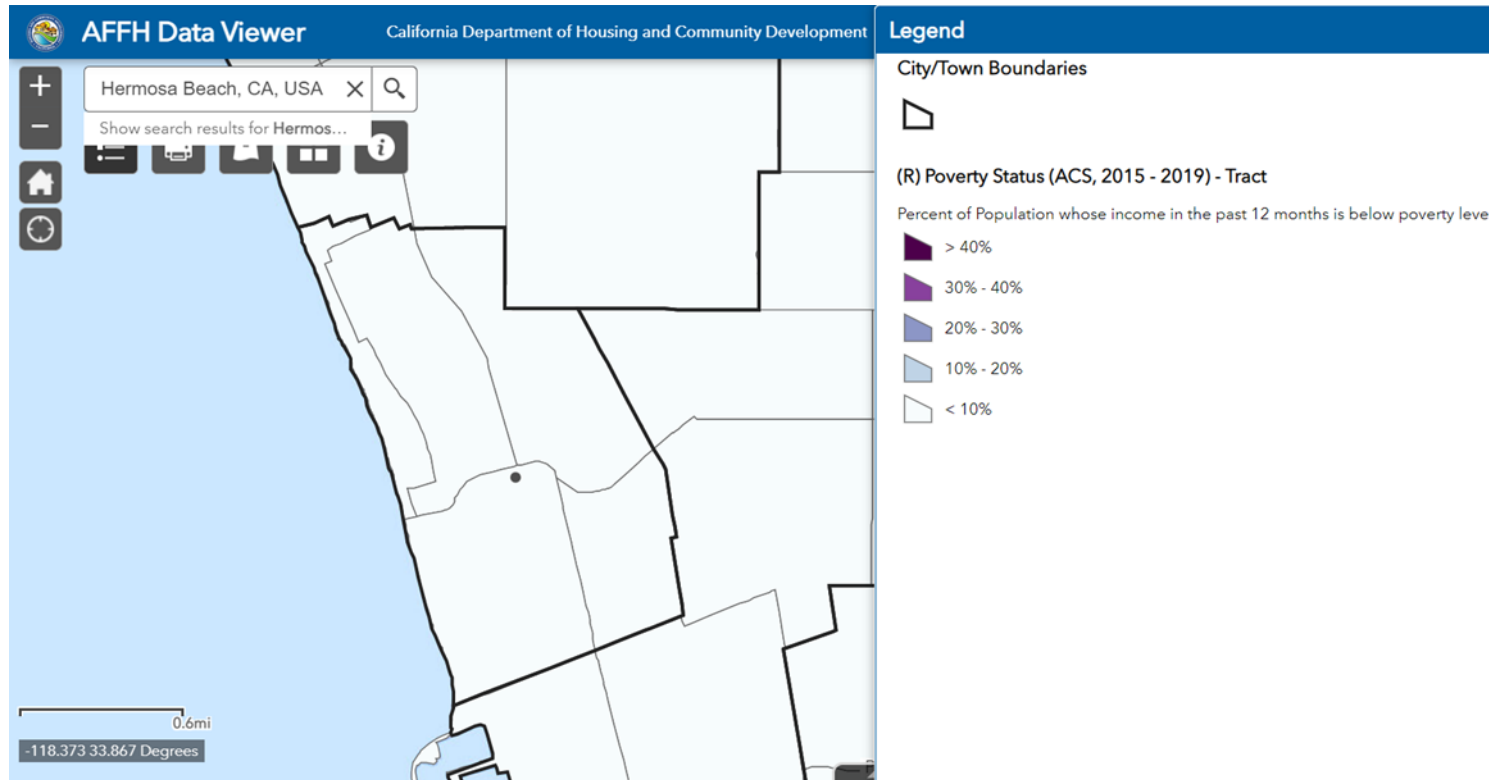 AFFH Data Viewer
California Department of Housing and Community Development
Hermosa Beach, CA, USA
Show search results for Hermos...
0.6mi
-118.373 33.867 Degrees
Legend
City/Town Boundaries
(R) Poverty Status (ACS, 2015 - 2019) - Tract
Percent of Population whose income in the past 12 months is below poverty leve
> 40%
30% - 40%
20% - 30%
10% - 20%
< 10%